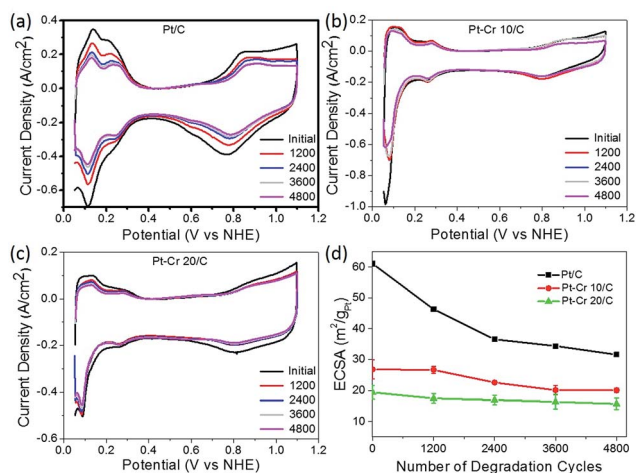 (a)
Pt/C
Current Density (A/cm²)
0.4
0.2
0.0
-0.2
-0.4
-0.6
0.0 0.2 0.4 0.6 0.8 1.0 1.2
Potential (V vs NHE)
Initial
1200
2400
3600
4800
(b)
Pt-Cr 10/C
Current Density (A/cm²)
0.4
0.2
0.0
-0.2
-0.4
-0.6
-0.8
-1.0
0.0 0.2 0.4 0.6 0.8 1.0 1.2
Potential (V vs NHE)
Initial
1200
2400
3600
4800
(c)
Pt-Cr 20/C
Current Density (A/cm²)
0.2
0.0
-0.2
-0.4
-0.6
0.0 0.2 0.4 0.6 0.8 1.0 1.2
Potential (V vs NHE)
Initial
1200
2400
3600
4800
(d)
ECSA (m²/gPt)
70
60
50
40
30
20
10
0
0 1200 2400 3600 4800
Number of Degradation Cycles
Pt/C
Pt-Cr 10/C
Pt-Cr 20/C